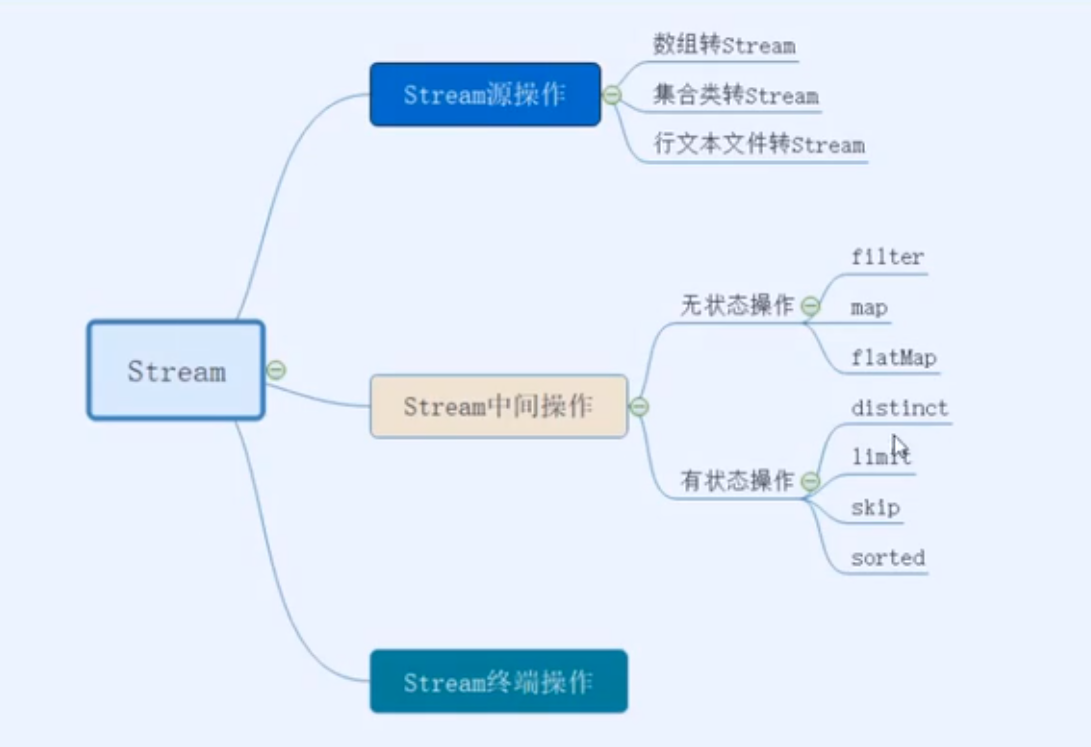 数组转Stream
Stream源操作
集合类转Stream
行文本文件转Stream
filter
无状态操作
map
flatMap
Stream
Stream中间操作
distinct
limit
有状态操作
skip
sorted
Stream终端操作